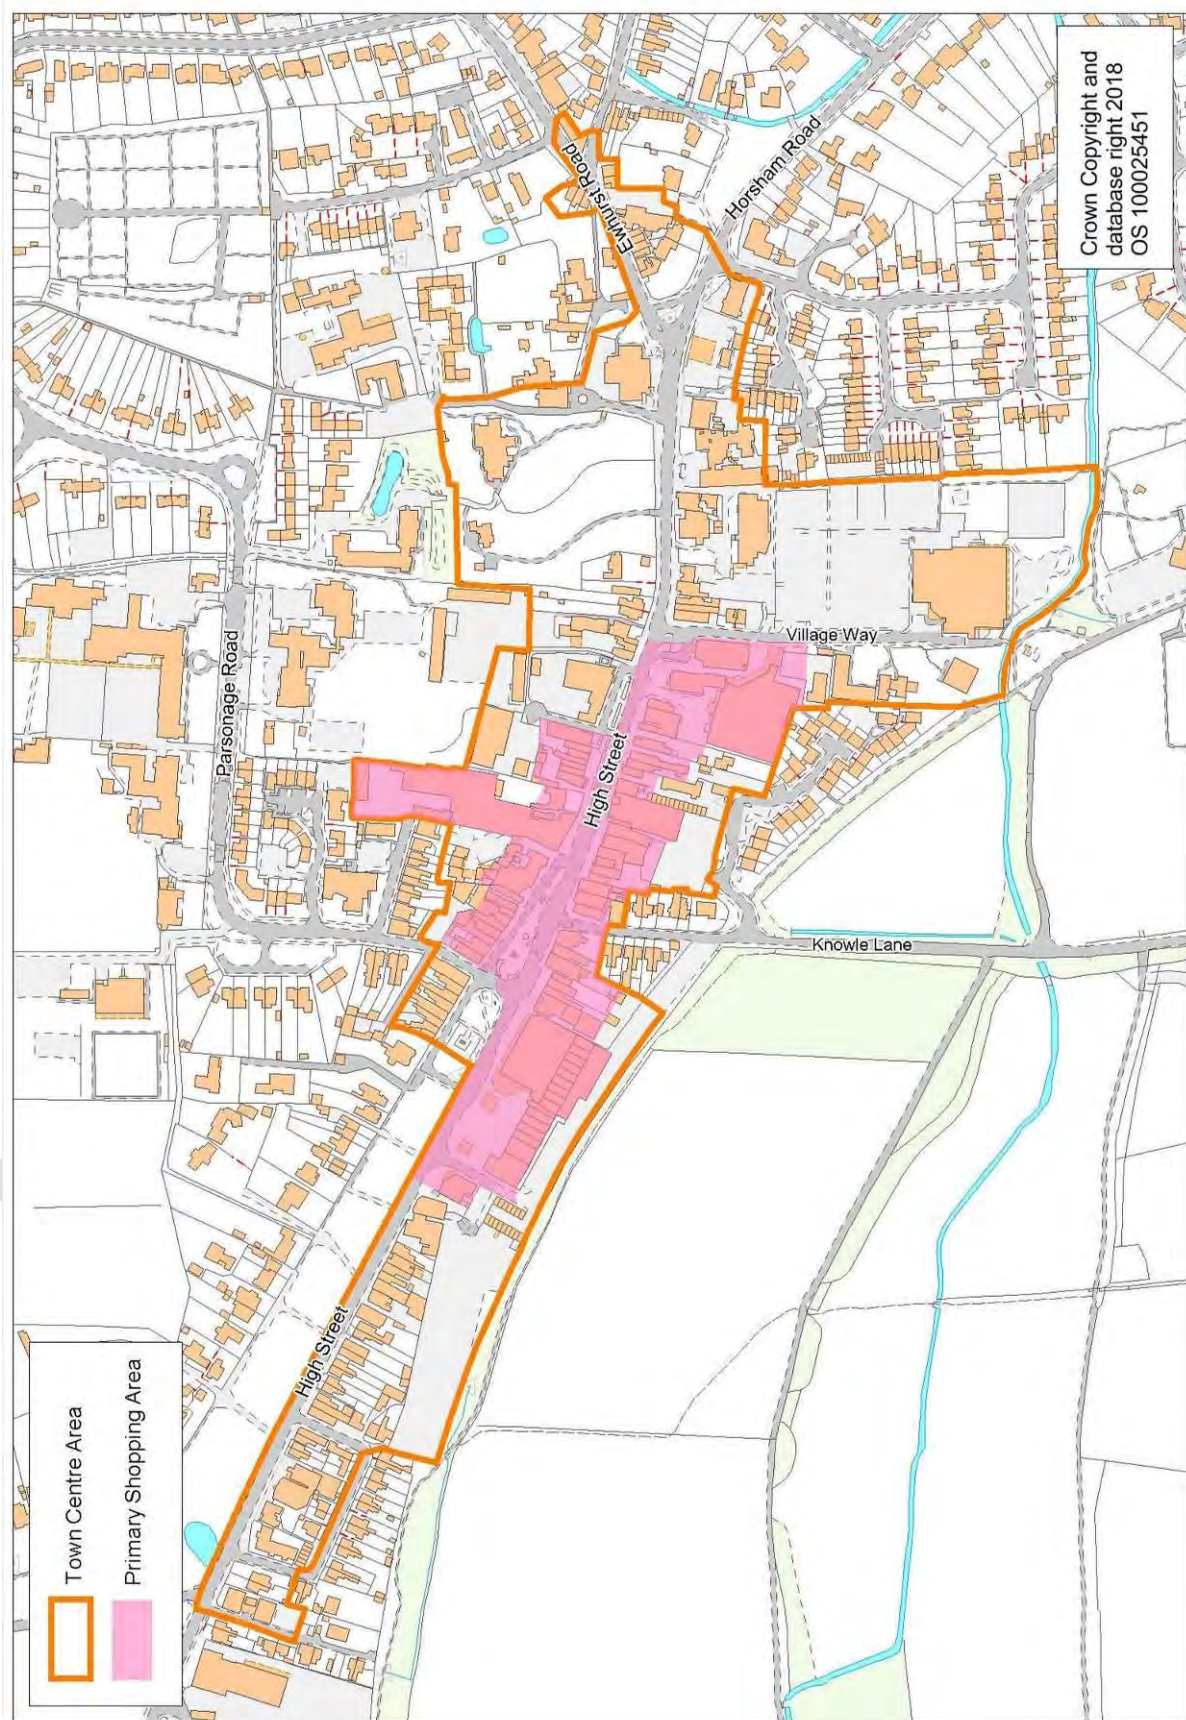 Town Centre Area
Primary Shopping Area
High Street
Parsonage Road
High Street
Knowle Lane
Village Way
Ewhurst Road
Horsham Road
Crown Copyright and
database right 2018
OS 100025451